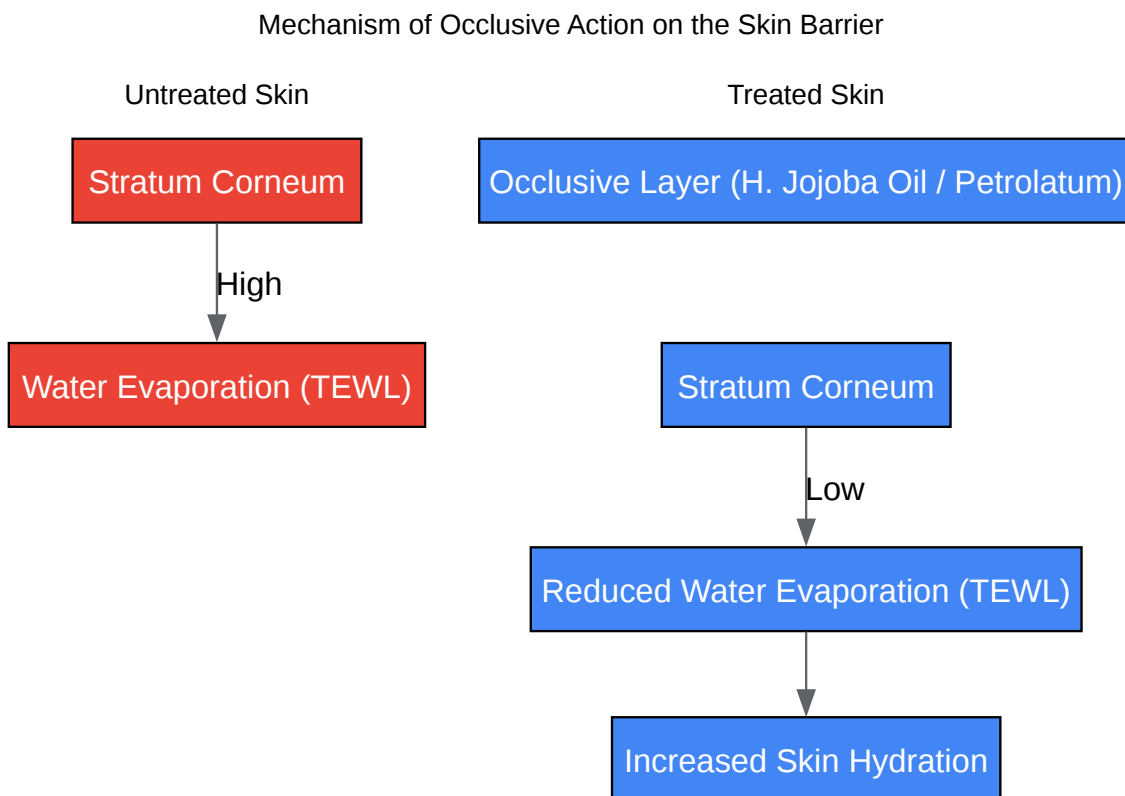 Mechanism of Occlusive Action on the Skin Barrier
Untreated Skin
Stratum Corneum
High
Water Evaporation (TEWL)
Treated Skin
Occlusive Layer (H. Jojoba Oil / Petrolatum)
Stratum Corneum
Low
Reduced Water Evaporation (TEWL)
Increased Skin Hydration